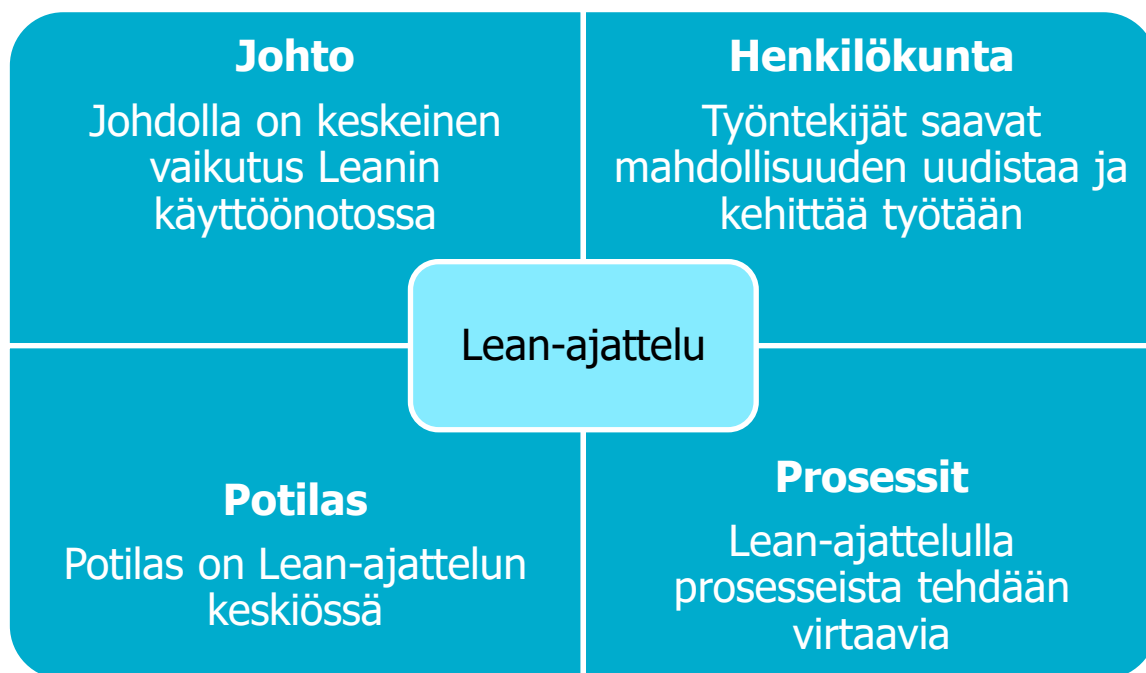 Johto
Johdolla on keskeinen
vaikutus Leanin
käyttöönotossa
Henkilökunta
Työntekijät saavat
mahdollisuuden uudistaa ja
kehittää työtään
Lean-ajattelu
Potilas
Potilas on Lean-ajattelun
keskiössä
Prosessit
Lean-ajattelulla
prosesseista tehdään
virtaavia